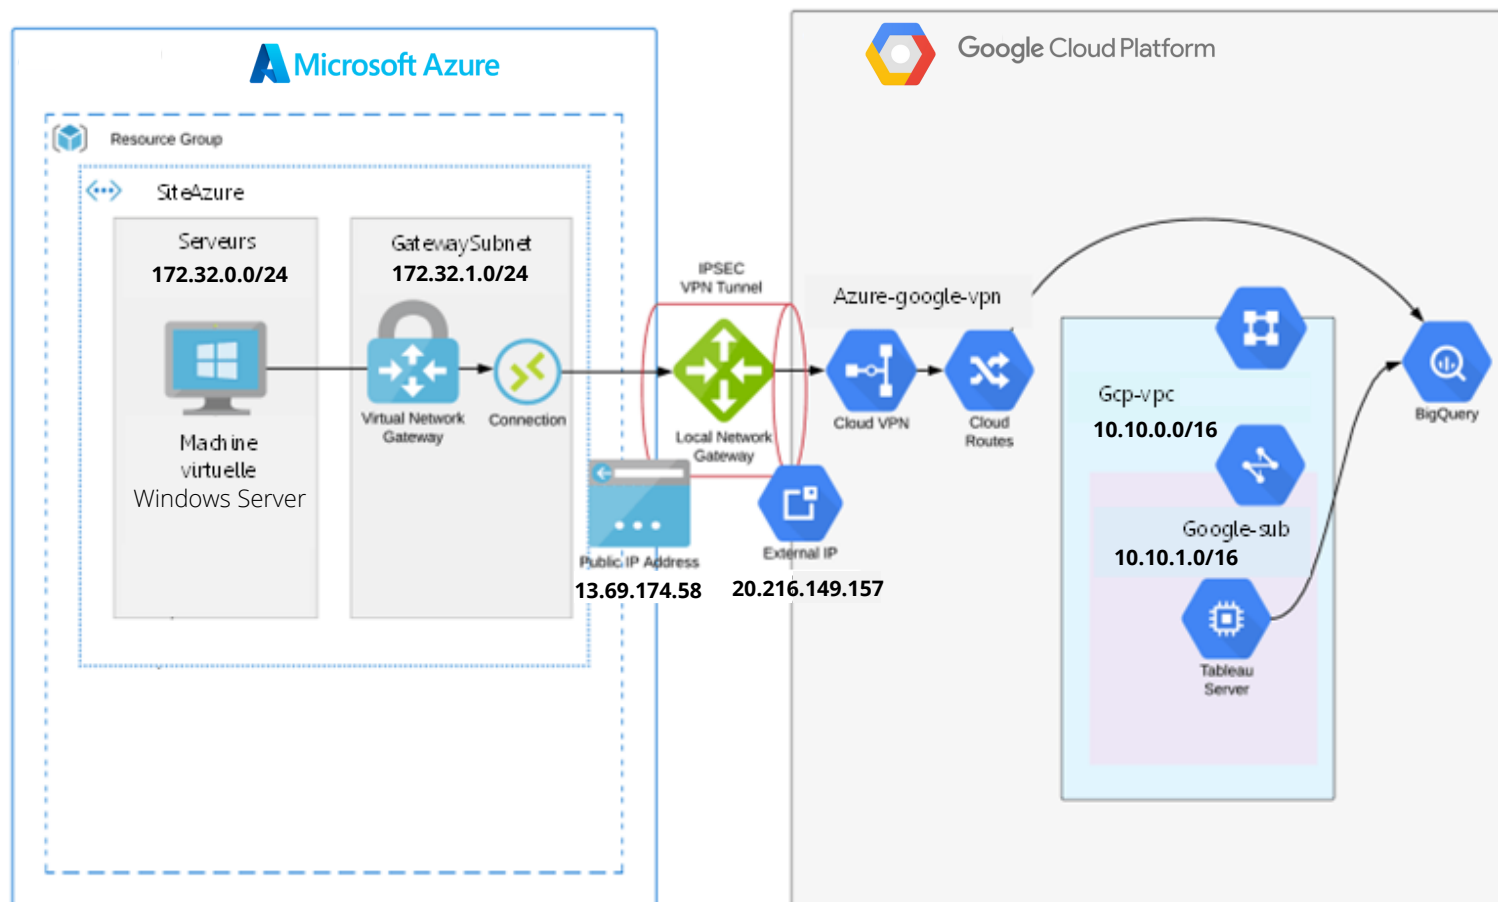 Microsoft Azure
Google Cloud Platform
Resource Group
SiteAzure
Serveurs
172.32.0.0/24
GatewaySubnet
172.32.1.0/24
Machine
virtuelle
Windows Server
Virtual Network
Gateway
Connection
IPSEC
VPN Tunnel
Local Network
Gateway
Public IP Address
13.69.174.58
External IP
20.216.149.157
Azure-google-vpn
Cloud VPN
Cloud
Routes
Gcp-vpc
10.10.0.0/16
Google-sub
10.10.1.0/16
Tableau
Server
BigQuery